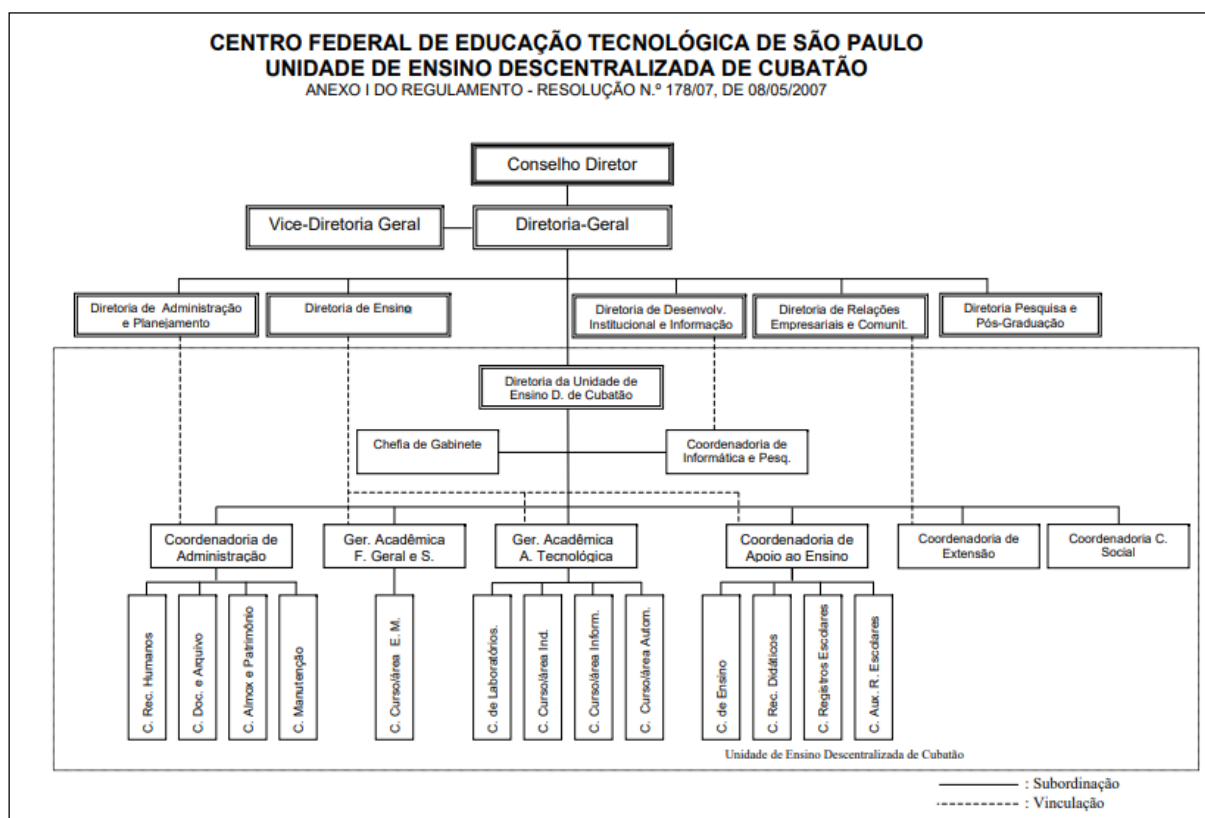 CENTRO FEDERAL DE EDUCAÇÃO TECNOLÓGICA DE SÃO PAULO
UNIDADE DE ENSINO DESCENTRALIZADA DE CUBATÃO
ANEXO I DO REGULAMENTO - RESOLUÇÃO N.º 178/07, DE 08/05/2007
Conselho Diretor
Vice-Diretoria Geral
Diretoria-Geral
Diretoria de Administração
e Planejamento
Diretoria de Ensino
Diretoria de Desenvolv.
Institucional e Informação
Diretoria de Relações
Empresariais e Comunit.
Diretoria Pesquisa e
Pós-Graduação
Diretoria da Unidade de
Ensino D. de Cubatão
Chefia de Gabinete
Coordenadoria de
Informática e Pesq.
Coordenadoria de
Administração
Ger. Acadêmica
F. Geral e S.
Ger. Acadêmica
A. Tecnológica
Coordenadoria de
Apoio ao Ensino
Coordenadoria de
Extensão
Coordenadoria C.
Social
C. Rec. Humanos
C. Doc. e Arquivo
C. Almox e Patrimônio
C. Manutenção
C. Curso/área E. M.
C. de Laboratórios.
C. Curso/área Ind.
C. Curso/área Inform.
C. Curso/área Autom.
C. de Ensino
C. Rec. Didáticos
C. Registros Escolares
C. Aux. R. Escolares
Unidade de Ensino Descentralizada de Cubatão
: Subordinação
: Vinculação